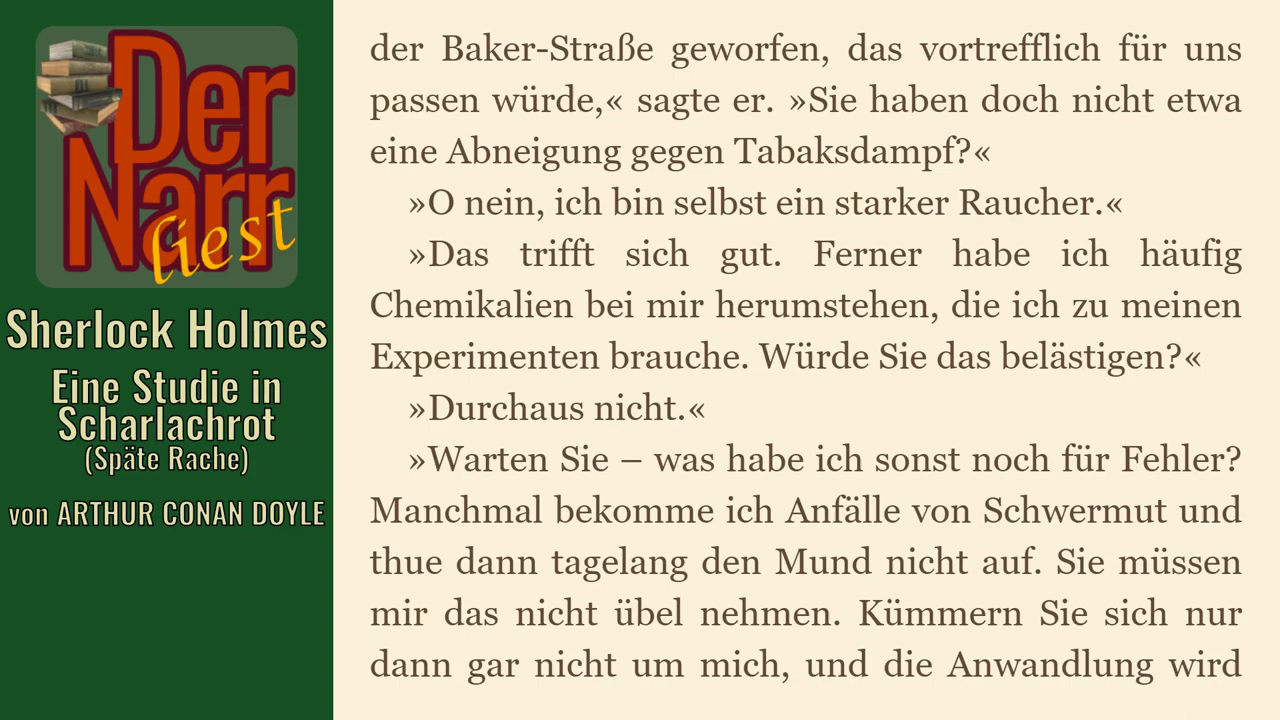 Der
Narr
liest
Sherlock Holmes
Eine Studie in
Scharlachrot
(Späte Rache)
von ARTHUR CONAN DOYLE
der Baker-Straße geworfen, das vortrefflich für uns
passen würde,« sagte er. »Sie haben doch nicht etwa
eine Abneigung gegen Tabaksdampf?«
»O nein, ich bin selbst ein starker Raucher.«
»Das trifft sich gut. Ferner habe ich häufig
Chemikalien bei mir herumstehen, die ich zu meinen
Experimenten brauche. Würde Sie das belästigen?«
»Durchaus nicht.«
»Warten Sie – was habe ich sonst noch für Fehler?
Manchmal bekomme ich Anfälle von Schwermut und
thue dann tagelang den Mund nicht auf. Sie müssen
mir das nicht übel nehmen. Kümmern Sie sich nur
dann gar nicht um mich, und die Anwandlung wird